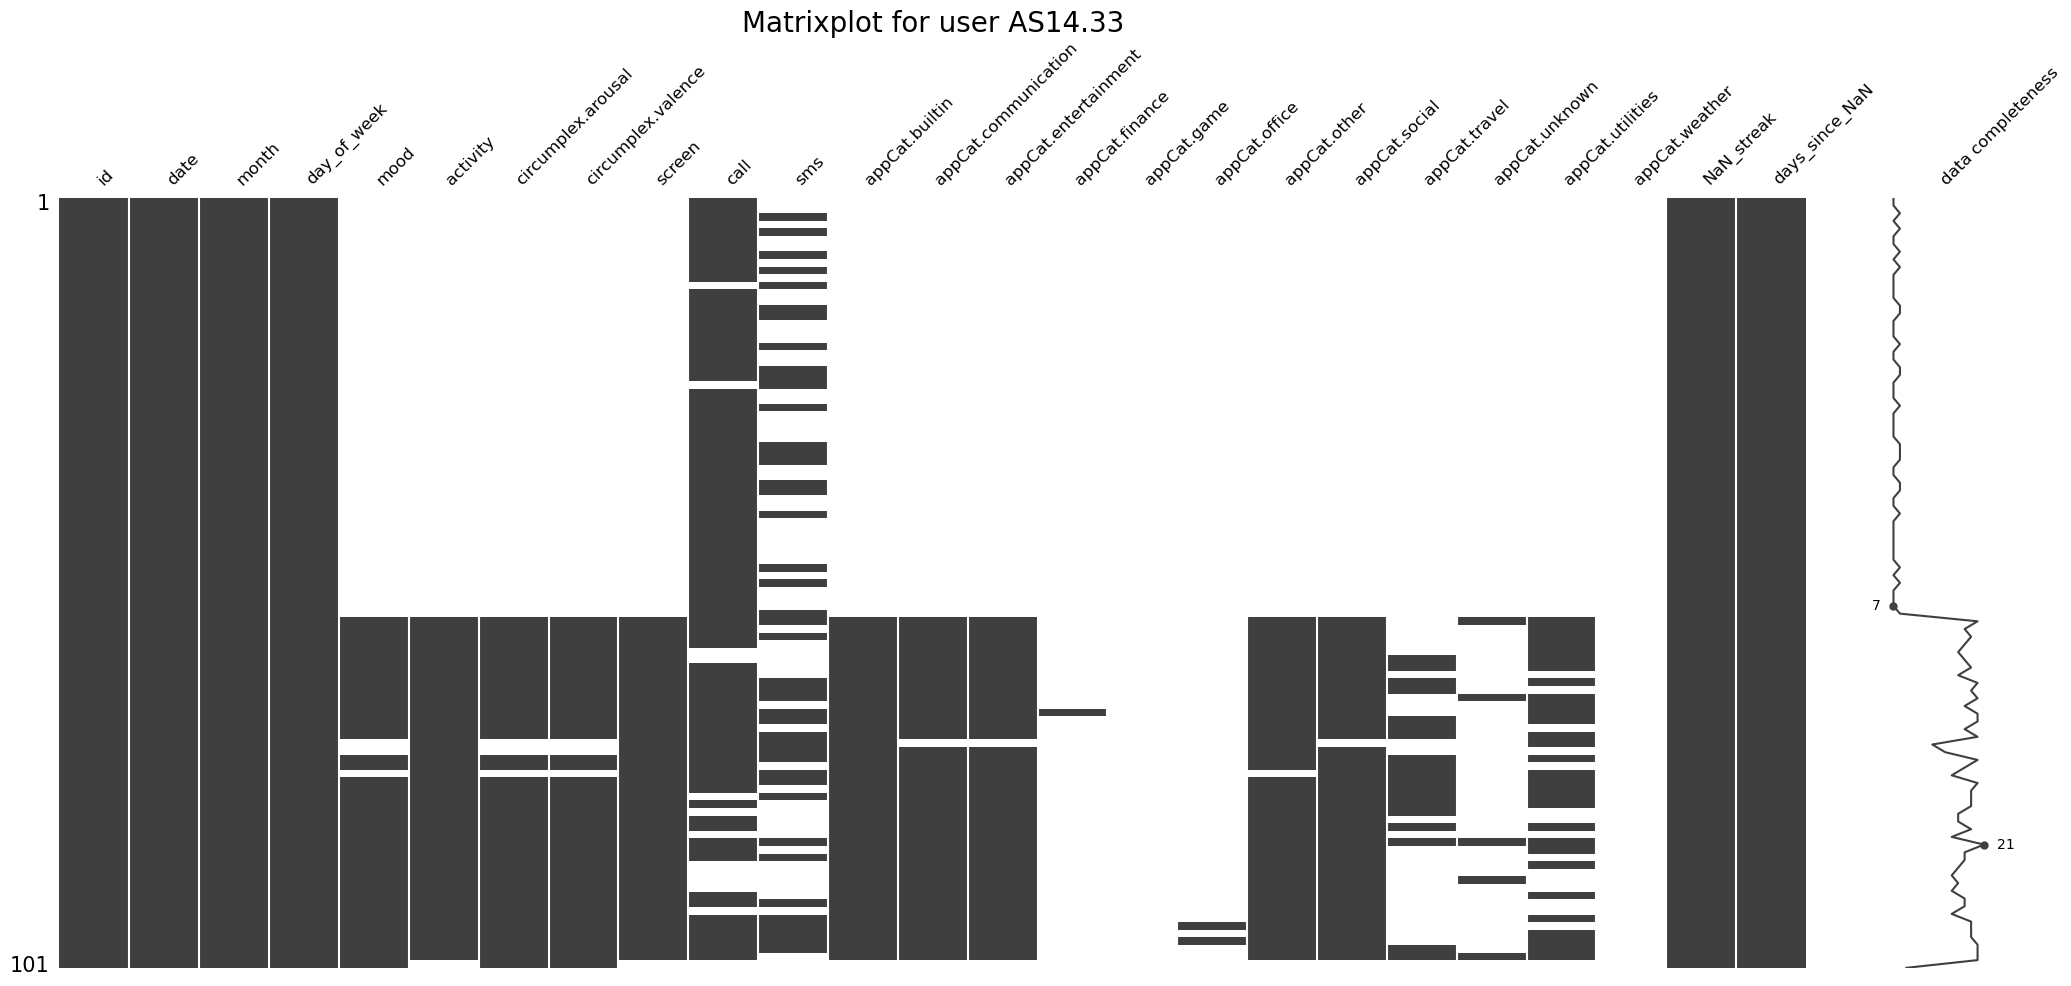 Matrixplot for user AS14.33
id
date
month
day_of_week
mood
activity
circumplex.arousal
circumplex.valence
screen
call
sms
appCat.builtin
appCat.communication
appCat.entertainment
appCat.finance
appCat.game
appCat.office
appCat.other
appCat.social
appCat.travel
appCat.unknown
appCat.utilities
appCat.weather
NaN_streak
days_since_NaN
data completeness
1
7
21
101